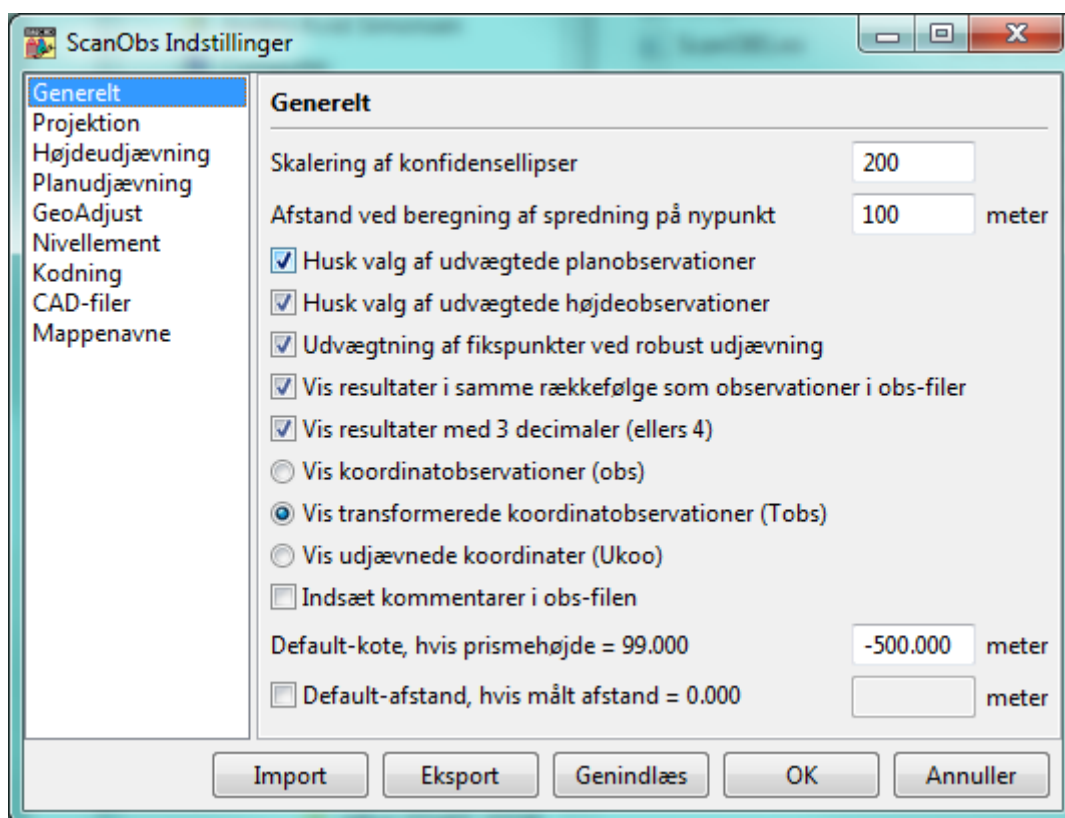 ScanObs Indstillinger
Generelt
Projektion
Højdeudjævning
Planudjævning
GeoAdjust
Nivellement
Kodning
CAD-filer
Mappenavne
Generelt
Skalering af konfidensellipser 200
Afstand ved beregning af spredning på nypunkt 100 meter
Husk valg af udvægtede planobservationer
Husk valg af udvægtede højdeobservationer
Udvægtning af fikspunkter ved robust udjævning
Vis resultater i samme rækkefølge som observationer i obs-filer
Vis resultater med 3 decimaler (ellers 4)
Vis koordinatobservationer (obs)
Vis transformerede koordinatobservationer (Tobs)
Vis udjævnede koordinater (Ukoo)
Indsæt kommentarer i obs-filen
Default-kote, hvis prismehøjde = 99.000 -500.000 meter
Default-afstand, hvis målt afstand = 0.000 meter
Import Eksport Genindlæs OK Annuller